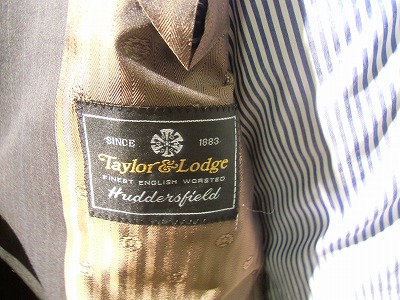 SINCE 1883
Taylor & Lodge
FINEST ENGLISH WORSTED
Huddersfield